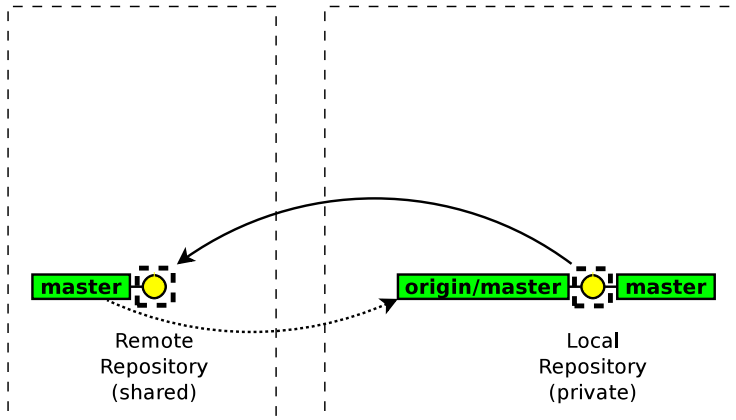 master
origin/master
master
Remote
Repository
(shared)
Local
Repository
(private)